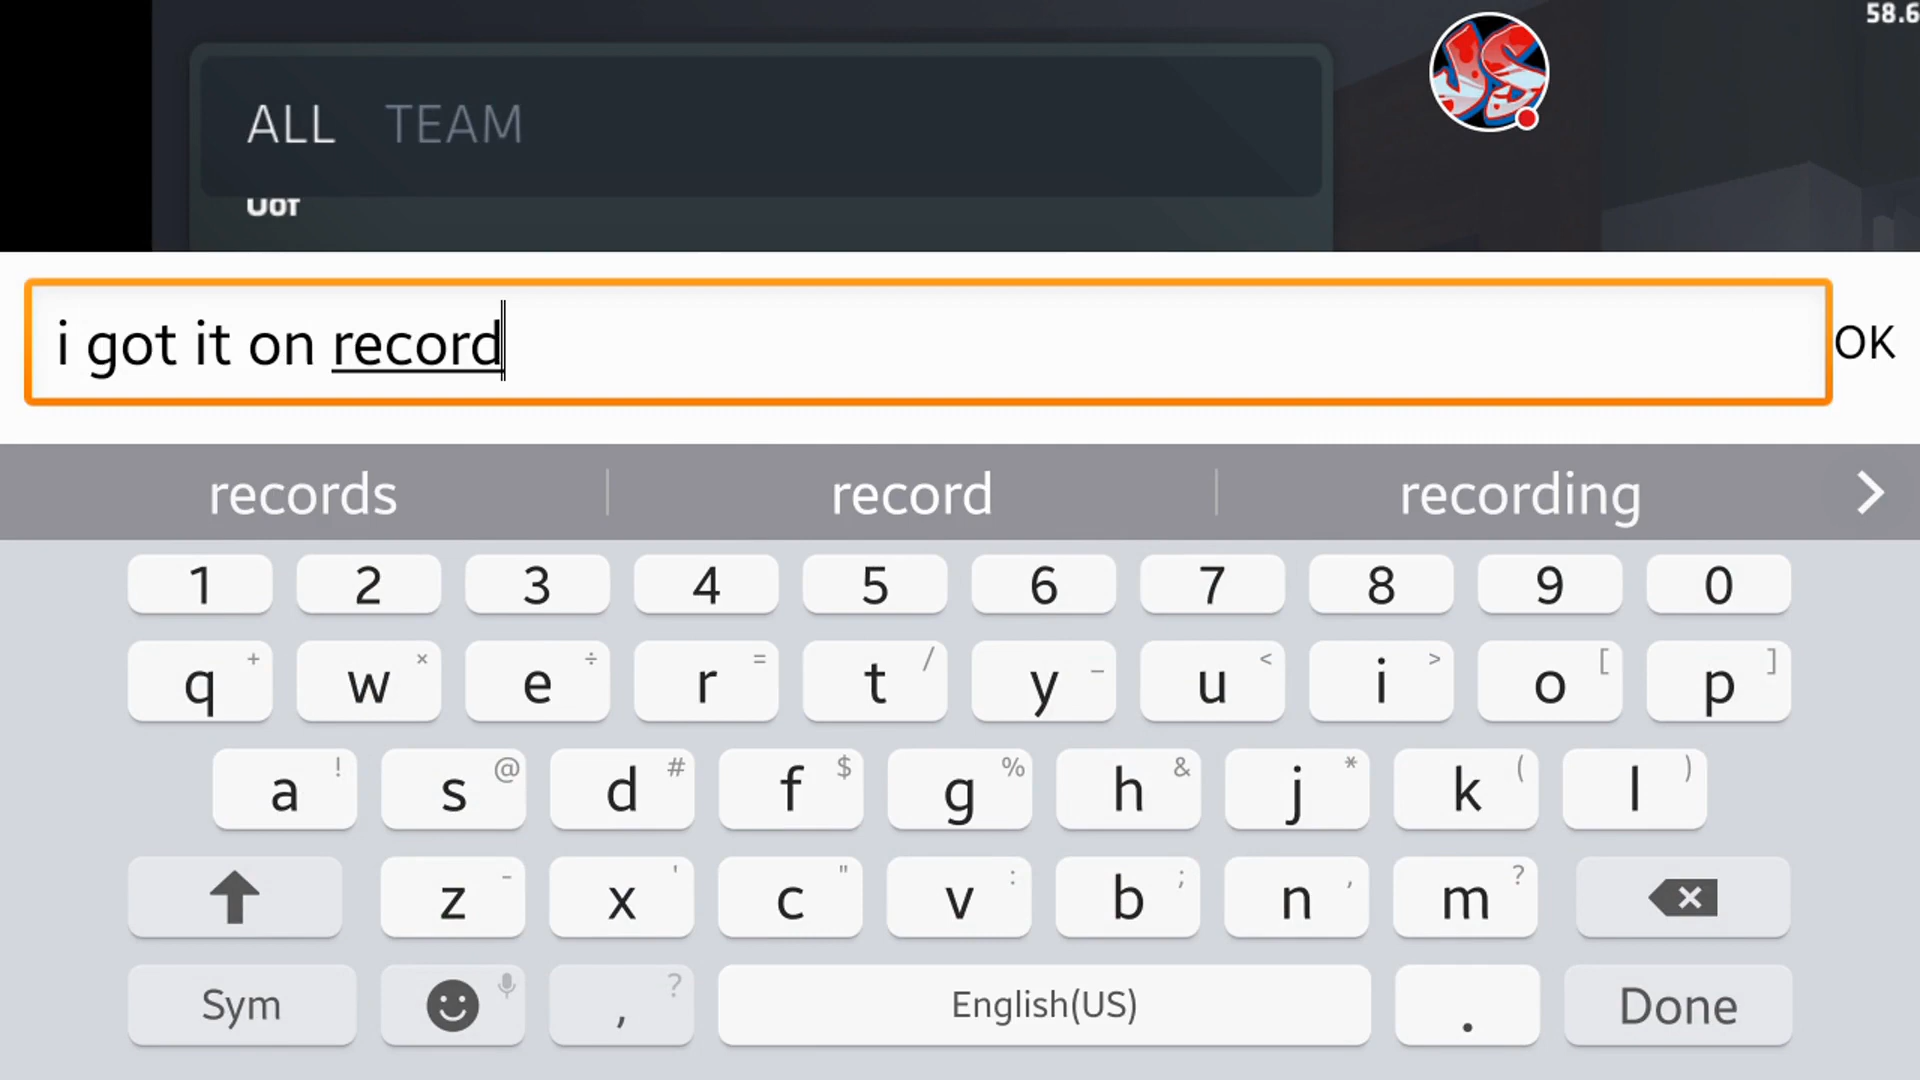 58.6
JS
ALL TEAM
i got it on record
OK
records record recording
1 2 3 4 5 6 7 8 9 0
q + w × e ÷ r = t / y _ u < i > o [ p ]
a ! s @ d # f $ g % h & j * k ( l )
z - x ' c " v : b ; n , m ?
Sym , ? English(US) . Done